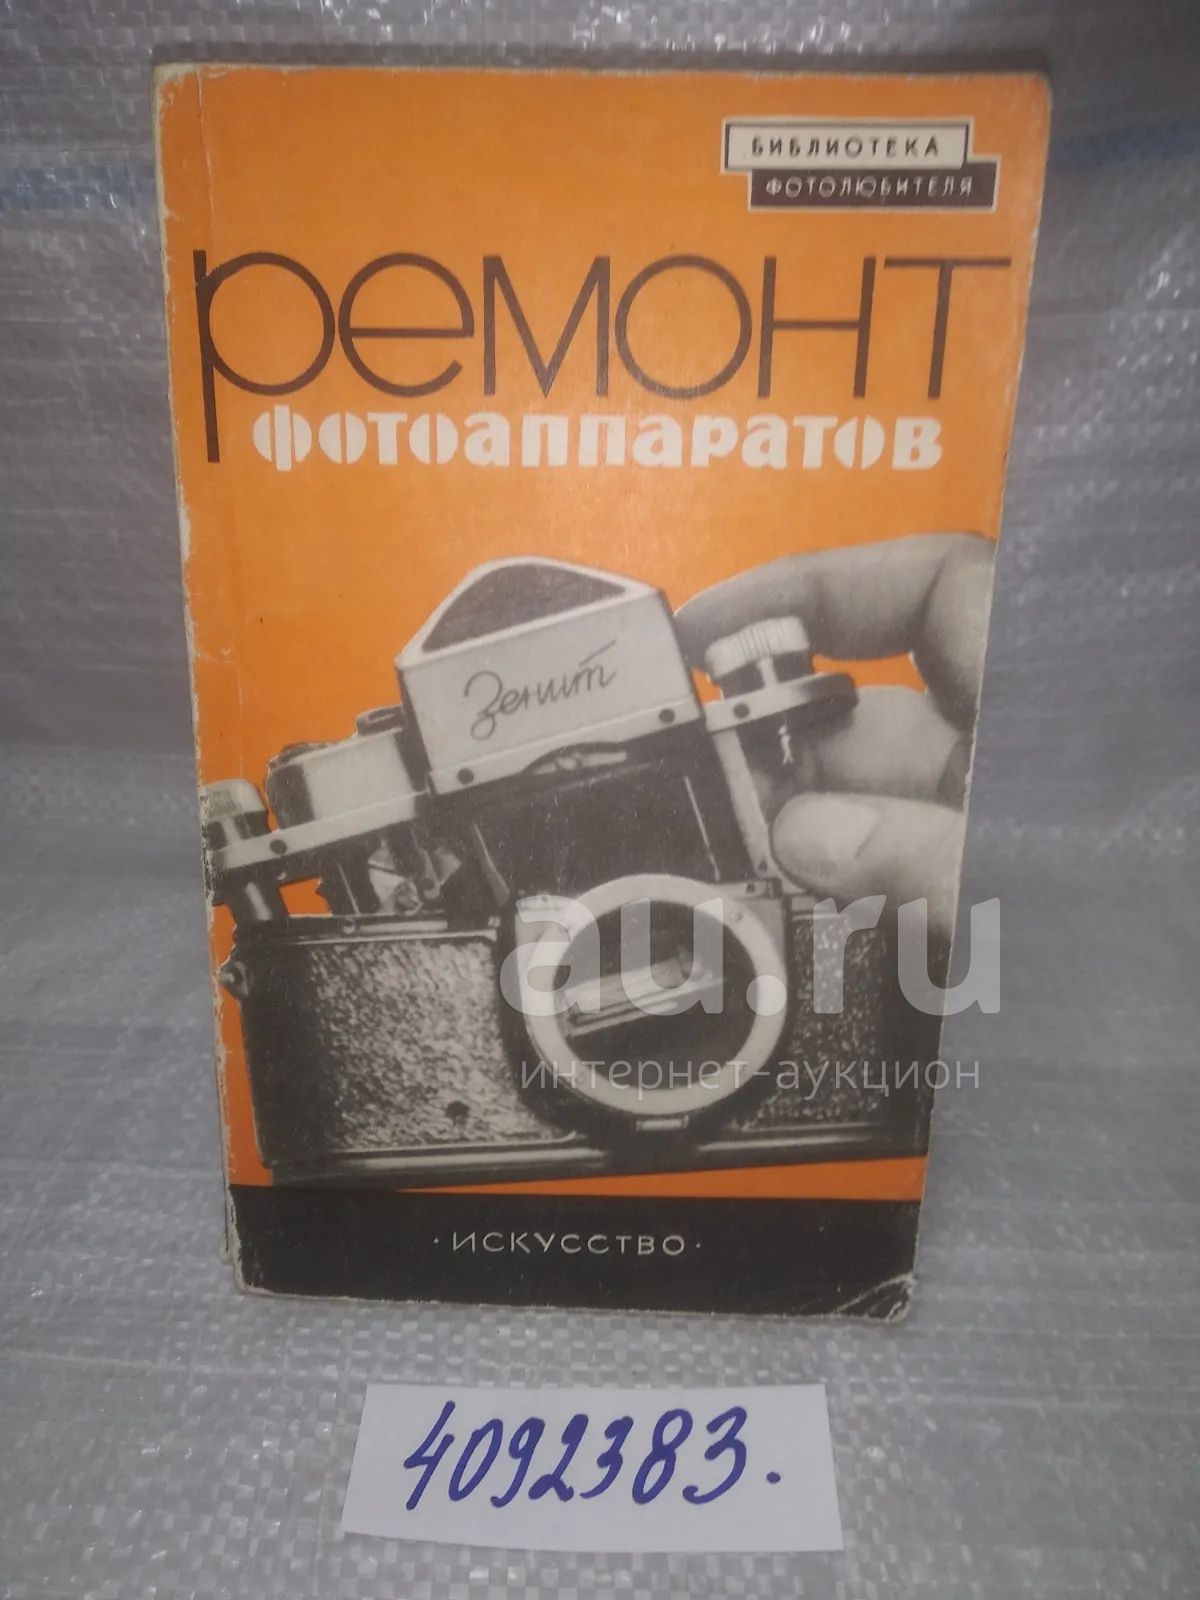 БИБЛИОТЕКА
ФОТОЛЮБИТЕЛЯ
Ремонт
фотоаппаратов
Зенит
au.ru
интернет-аукцион
· ИСКУССТВО ·
4092383.